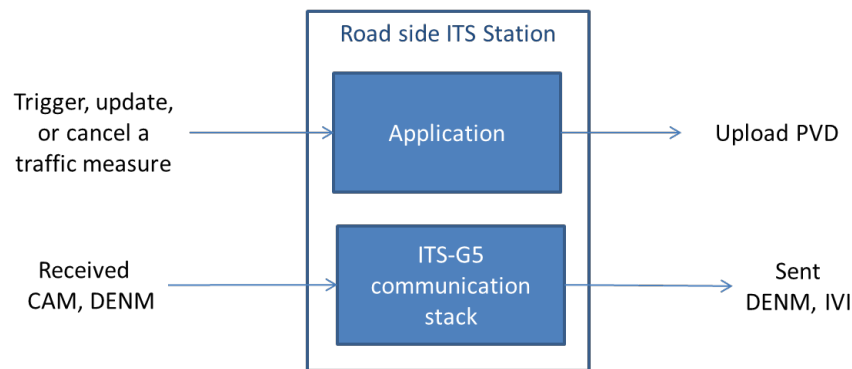 Road side ITS Station
Trigger, update,
or cancel a
traffic measure
Application
Upload PVD
Received
CAM, DENM
ITS-G5
communication
stack
Sent
DENM, IVI